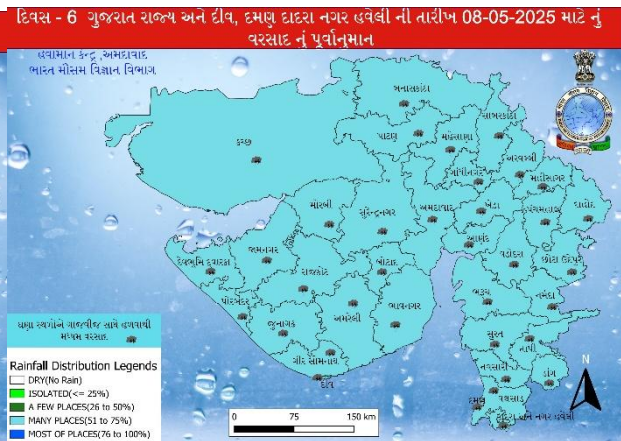 દિવસ - 6 ગુજરાત રાજ્ય અને દીવ, દમણ દાદરા નગર હવેલી ની તારીખ 08-05-2025 માટે નું
વરસાદ નું પૂર્વાનુમાન
હવામાન કેન્દ્ર ,અમદાવાદ
ભારત મૌસમ વિજ્ઞાન વિભાગ
બનાસકાંઠા
સાબરકાંઠા
પાટણ
મહેસાણા
કચ્છ
અરવલ્લી
ગાંધીનગર
મહીસાગર
મોરબી
સુરેન્દ્રનગર
અમદાવાદ
ખેડા
પંચમહાલ
દાહોદ
આણંદ
દેવભૂમિ દ્વારકા
જામનગર
રાજકોટ
બોટાદ
વડોદરા
છોટા ઉદેપુર
પોરબંદર
જુનાગઢ
અમરેલી
ભાવનગર
ભરૂચ
નર્મદા
ગીર સોમનાથ
દીવ
સુરત
તાપી
નવસારી
ડાંગ
વલસાડ
દમણ
દાદરા અને નગર હવેલી
ઘણા સ્થળોએ ગાજવીજ સાથે હળવાથી
મધ્યમ વરસાદ
Rainfall Distribution Legends
DRY(No Rain)
ISOLATED(<= 25%)
A FEW PLACES(26 to 50%)
MANY PLACES(51 to 75%)
MOST OF PLACES(76 to 100%)
0 75 150 km
N